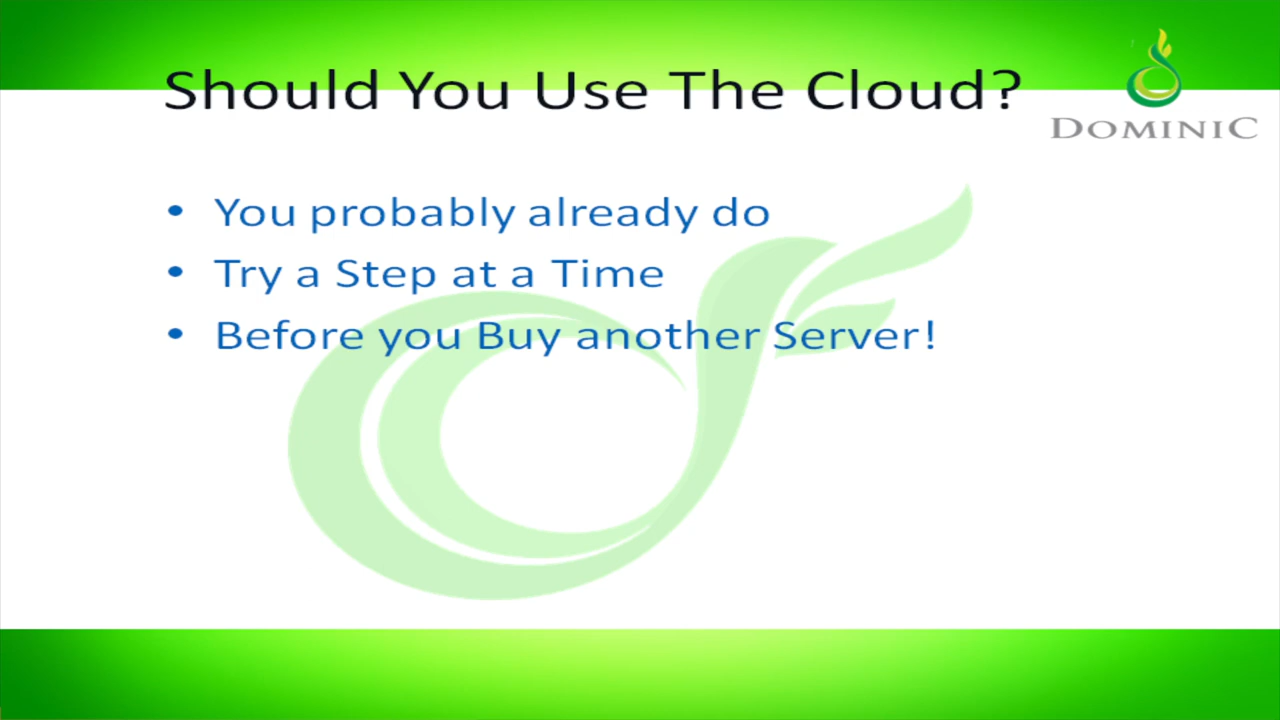 Should You Use The Cloud?
DOMINIC
• You probably already do
• Try a Step at a Time
• Before you Buy another Server!